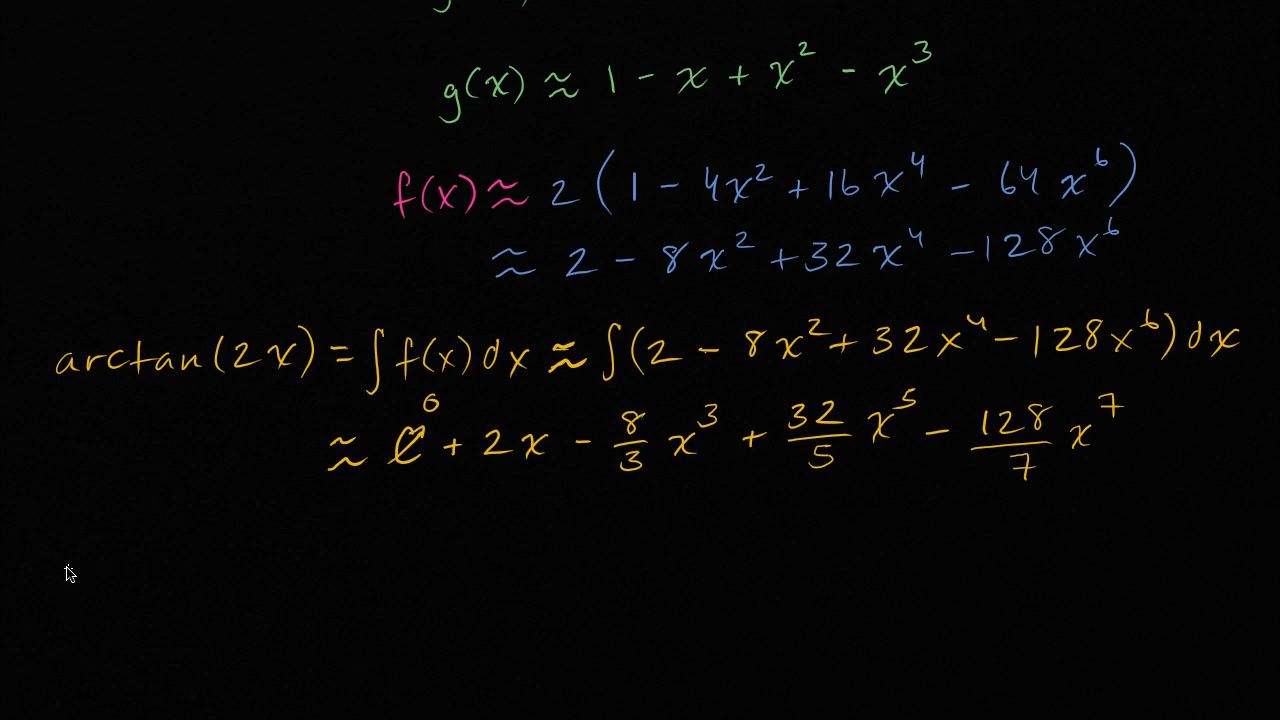 g(x) ≈ 1 - x + x² - x³
f(x) ≈ 2 (1 - 4x² + 16x⁴ - 64x⁶)
≈ 2 - 8x² + 32x⁴ - 128x⁶
arctan(2x) = ∫f(x)dx ≈ ∫(2 - 8x² + 32x⁴ - 128x⁶)dx
≈ C⁰ + 2x - 8/3 x³ + 32/5 x⁵ - 128/7 x⁷